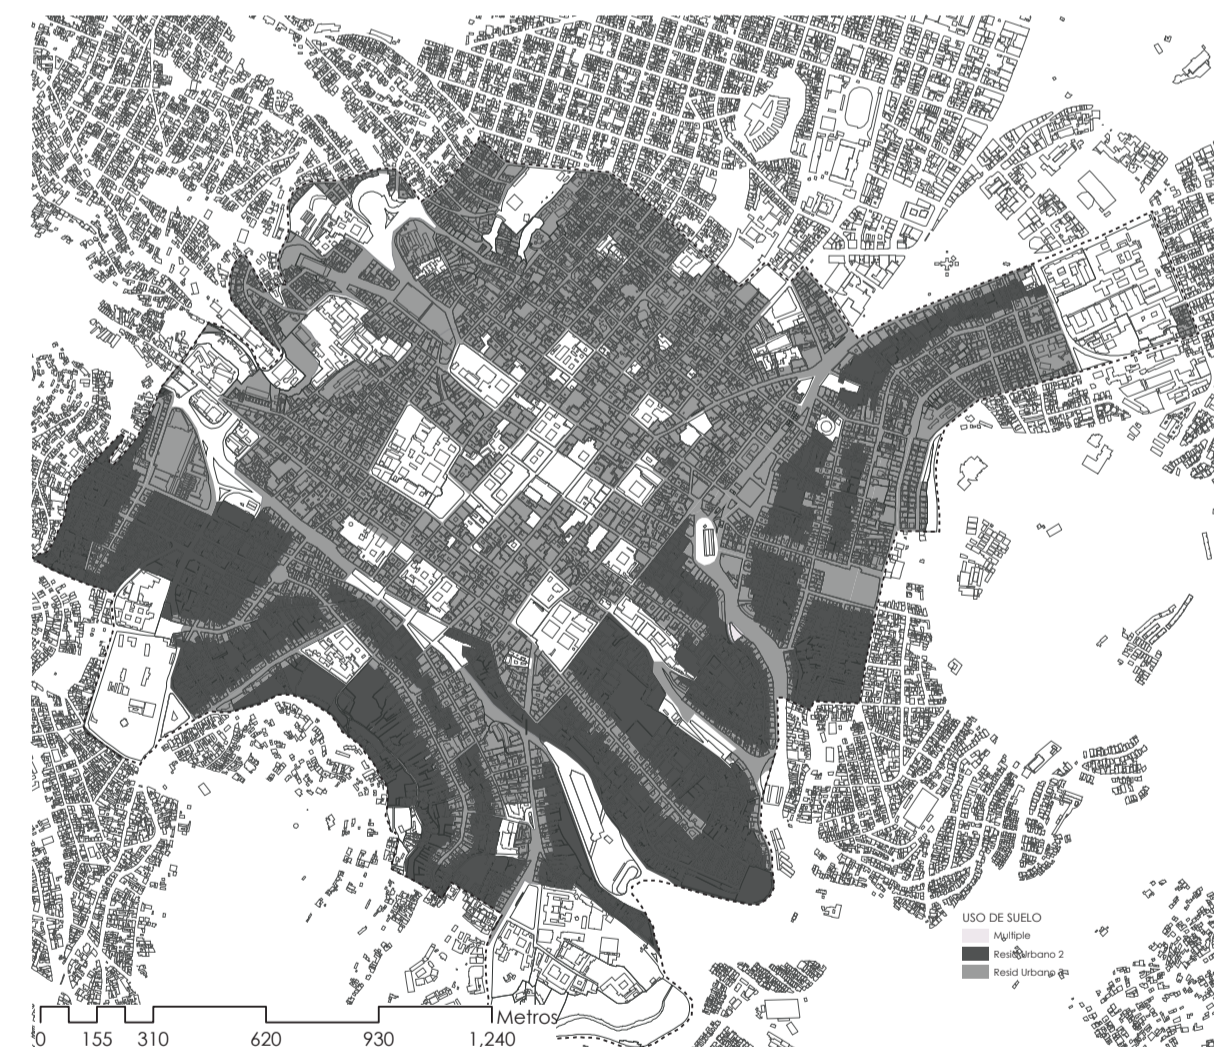 USO DE SUELO
Multiple
Resid Urbano 2
Resid Urbano
Metros
0 155 310 620 930 1,240